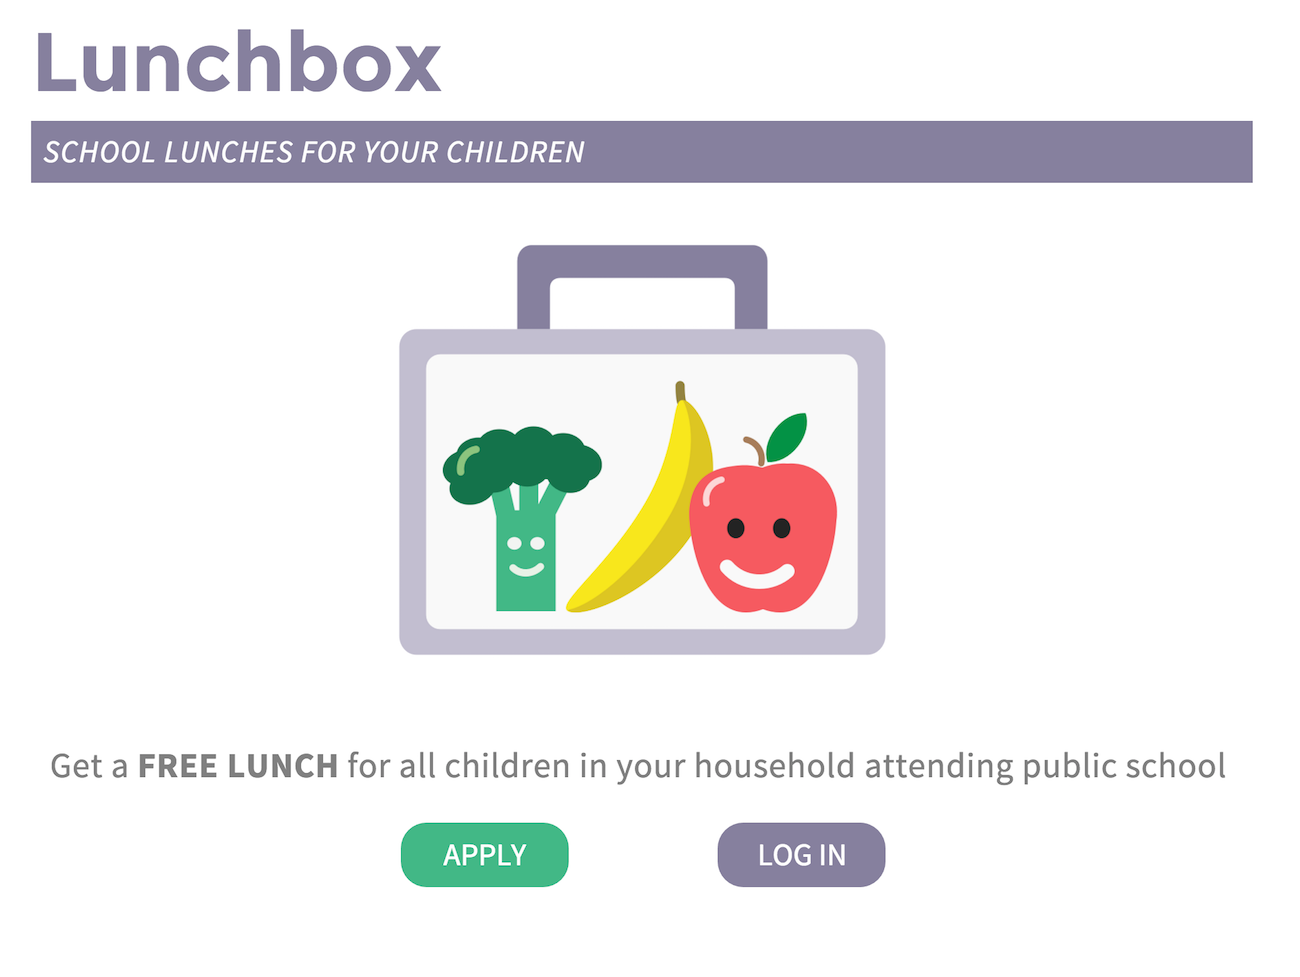 Lunchbox
SCHOOL LUNCHES FOR YOUR CHILDREN
Get a FREE LUNCH for all children in your household attending public school
APPLY
LOG IN